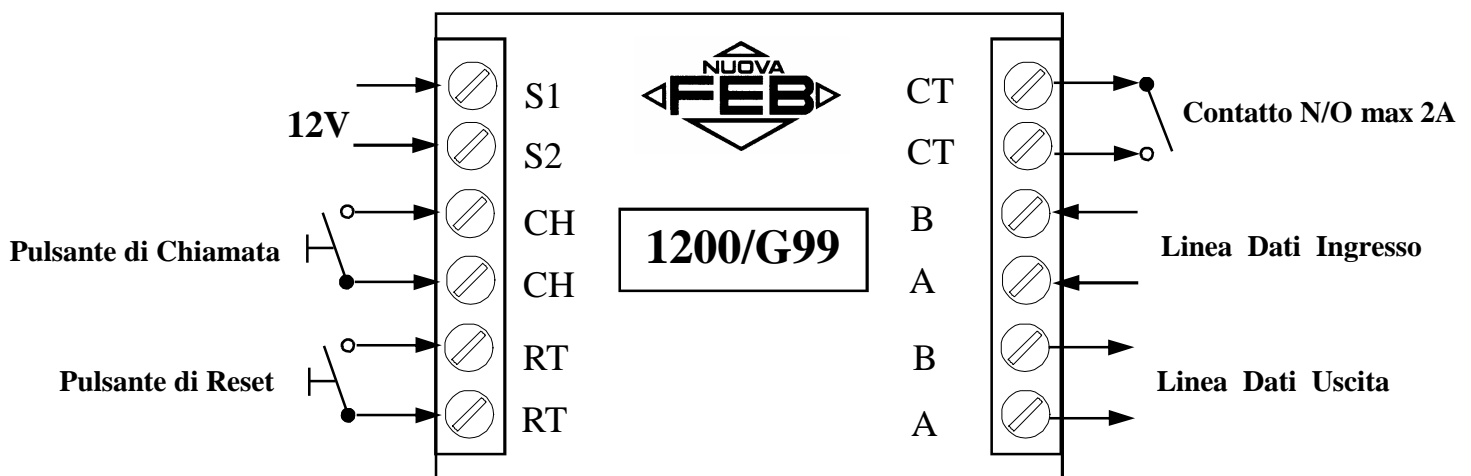 NUOVA
FEB
12V
S1
S2
Pulsante di Chiamata
CH
CH
Pulsante di Reset
RT
RT
1200/G99
CT
CT
Contatto N/O max 2A
B
A
Linea Dati Ingresso
B
A
Linea Dati Uscita